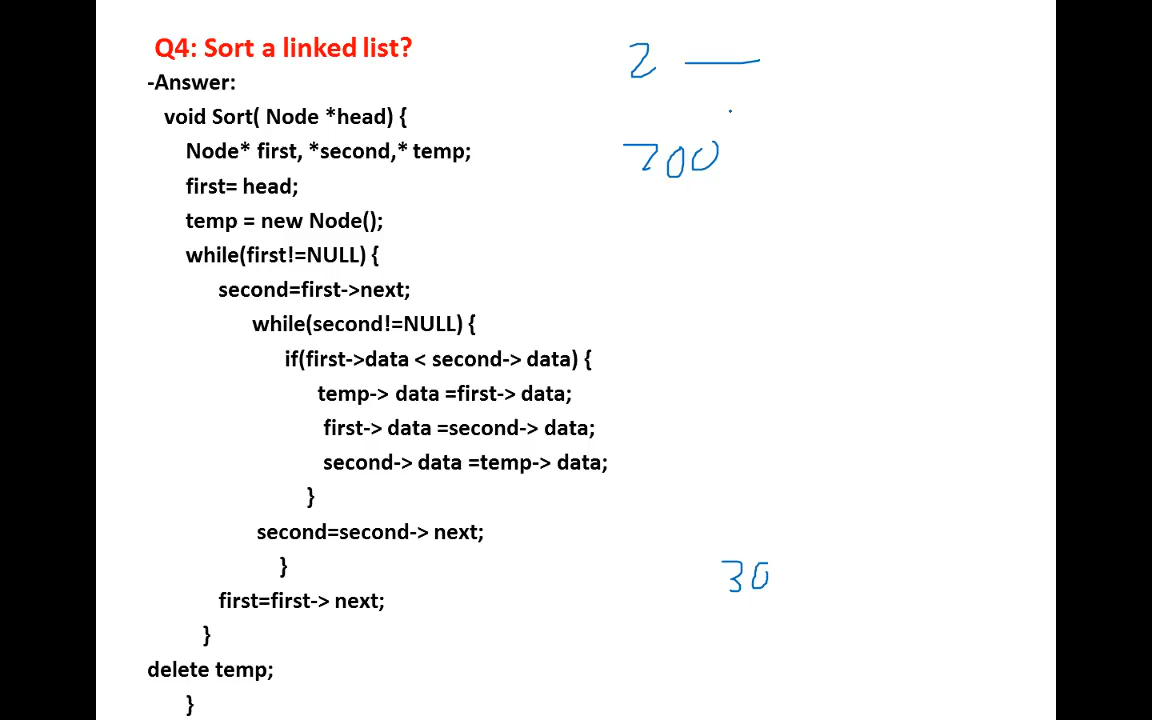 Q4: Sort a linked list?
-Answer:
void Sort( Node *head) {
Node* first, *second,* temp;
first= head;
temp = new Node();
while(first!=NULL) {
second=first->next;
while(second!=NULL) {
if(first->data < second-> data) {
temp-> data =first-> data;
first-> data =second-> data;
second-> data =temp-> data;
}
second=second-> next;
}
first=first-> next;
}
delete temp;
}
2 —
700
30